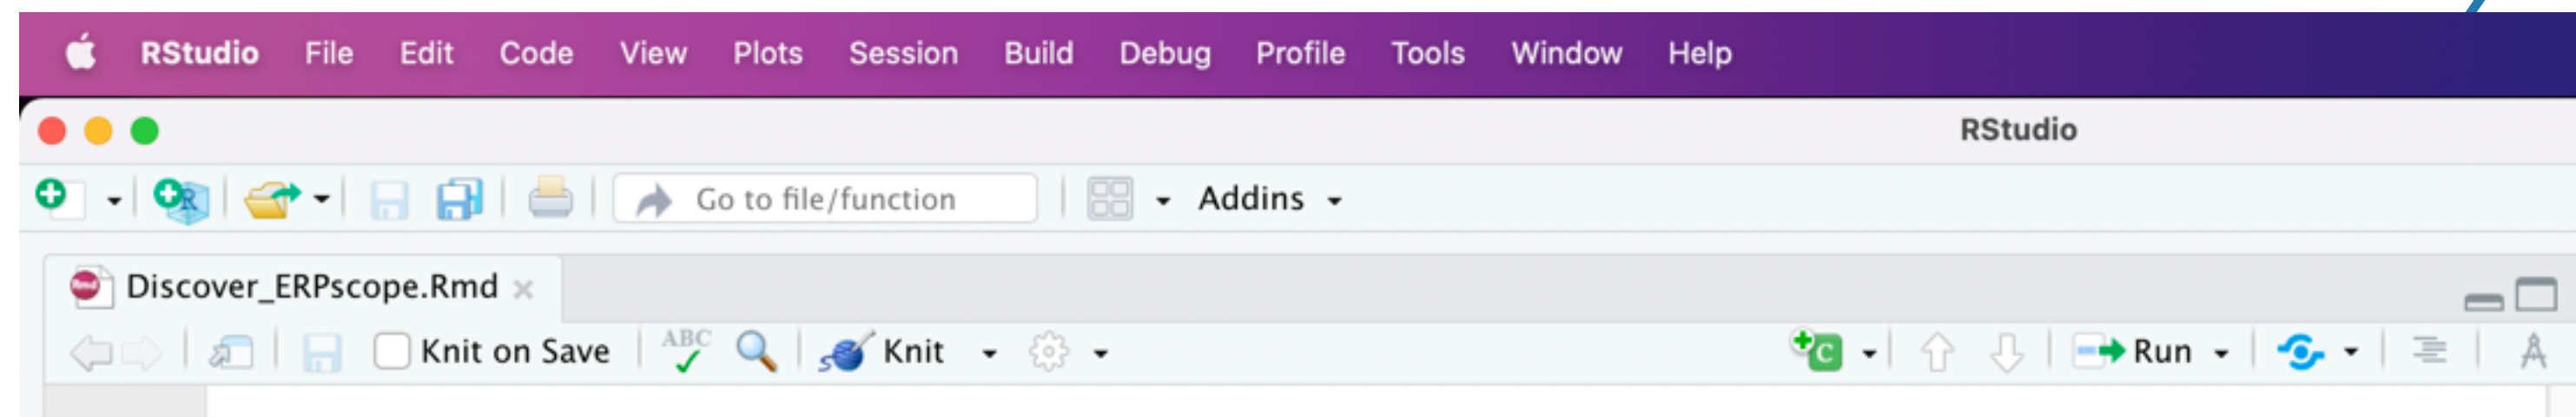 RStudio File Edit Code View Plots Session Build Debug Profile Tools Window Help
RStudio
R Go to file/function Addins
Rmd Discover_ERPscope.Rmd
Knit on Save ABC Knit C Run